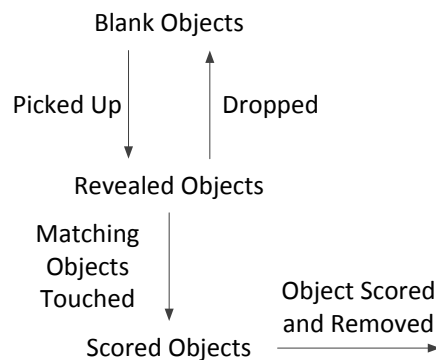 Blank Objects
Picked Up
Dropped
Revealed Objects
Matching
Objects
Touched
Object Scored
and Removed
Scored Objects